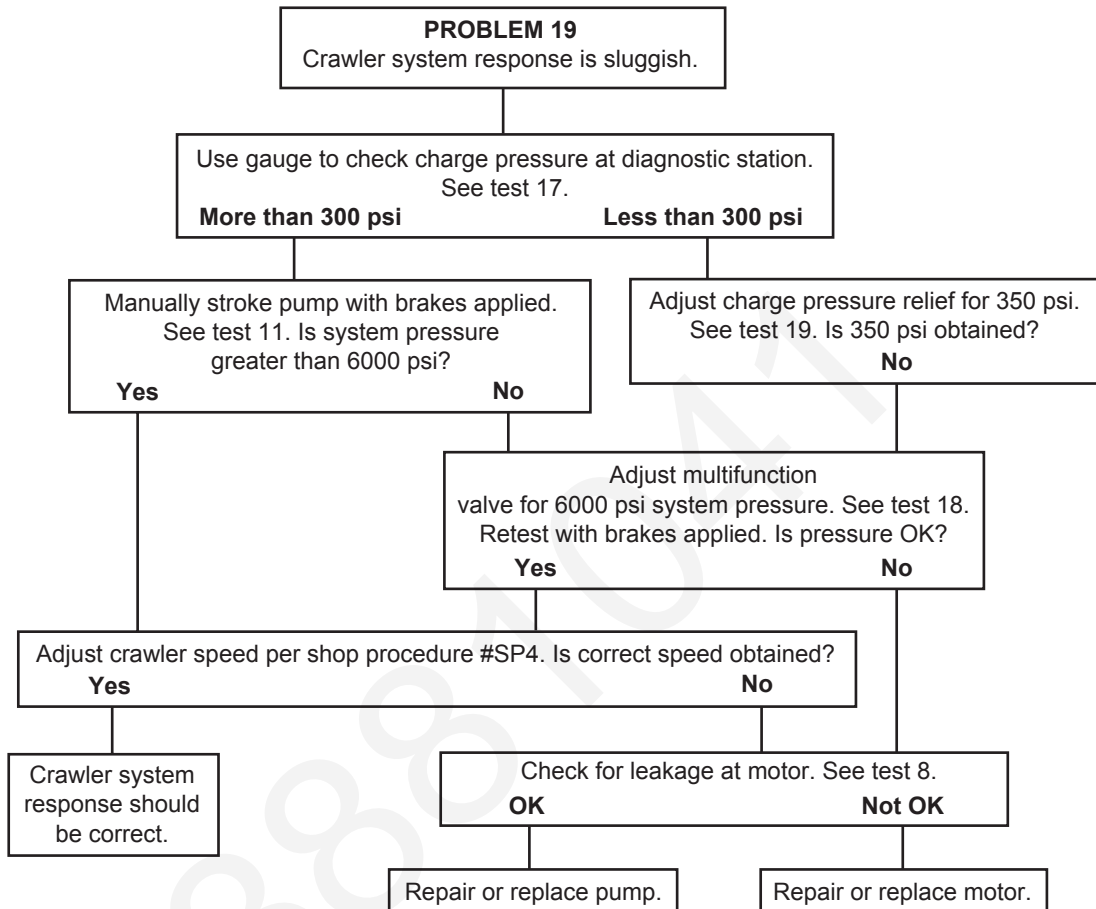 PROBLEM 19
Crawler system response is sluggish.
Use gauge to check charge pressure at diagnostic station.
See test 17.
More than 300 psi Less than 300 psi
Manually stroke pump with brakes applied.
See test 11. Is system pressure
greater than 6000 psi?
Yes No
Adjust charge pressure relief for 350 psi.
See test 19. Is 350 psi obtained?
No
Adjust multifunction
valve for 6000 psi system pressure. See test 18.
Retest with brakes applied. Is pressure OK?
Yes No
Adjust crawler speed per shop procedure #SP4. Is correct speed obtained?
Yes No
Crawler system
response should
be correct.
Check for leakage at motor. See test 8.
OK Not OK
Repair or replace pump.
Repair or replace motor.